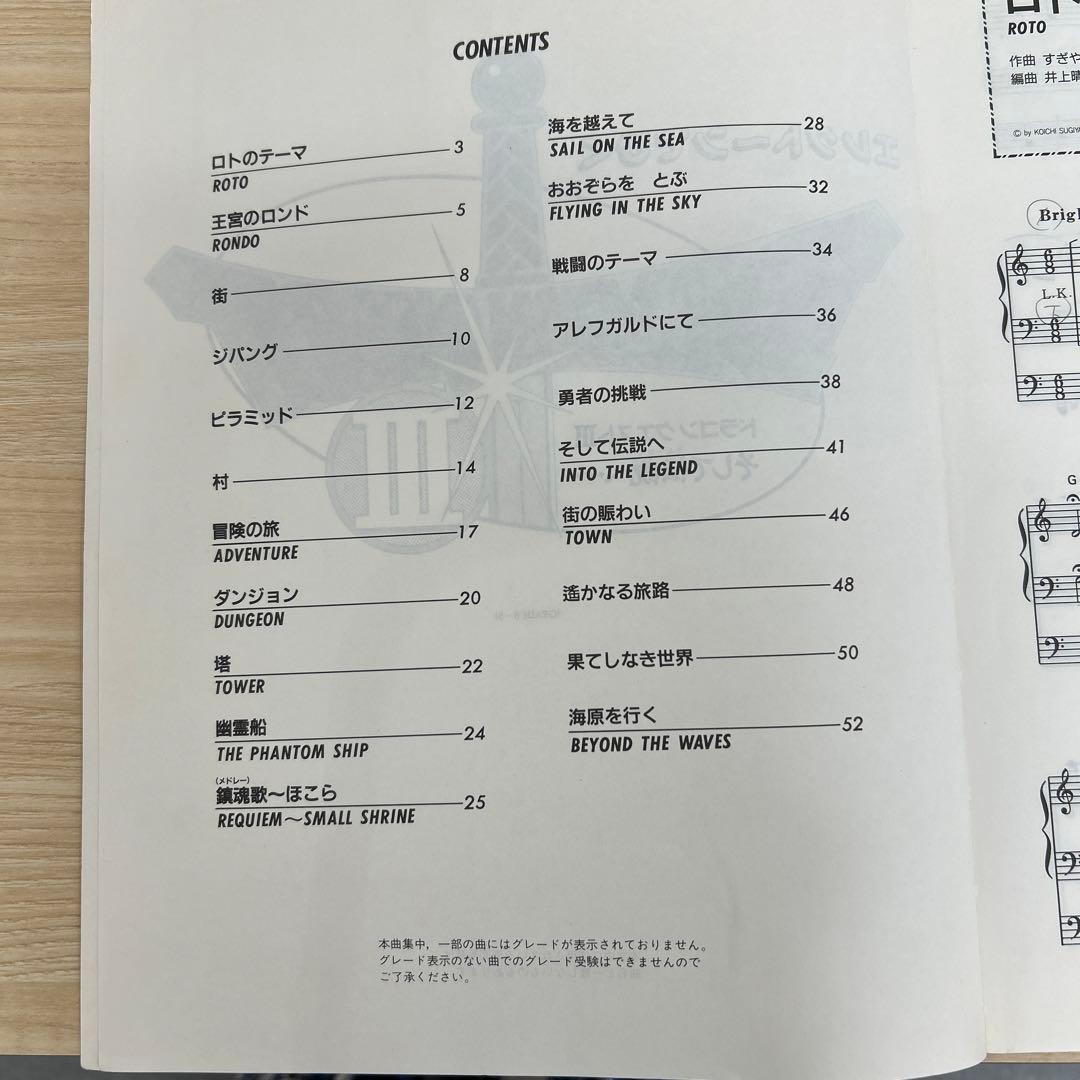 CONTENTS
ロトのテーマ 3
ROTO
王宮のロンド 5
RONDO
街 8
ジパング 10
ピラミッド 12
村 14
冒険の旅 17
ADVENTURE
ダンジョン 20
DUNGEON
塔 22
TOWER
幽霊船 24
THE PHANTOM SHIP
(メドレー)
鎮魂歌〜ほこら 25
REQUIEM〜SMALL SHRINE
海を越えて 28
SAIL ON THE SEA
おおぞらを とぶ 32
FLYING IN THE SKY
戦闘のテーマ 34
アレフガルドにて 36
勇者の挑戦 38
そして伝説へ 41
INTO THE LEGEND
街の賑わい 46
TOWN
遙かなる旅路 48
果てしなき世界 50
海原を行く 52
BEYOND THE WAVES
本曲集中，一部の曲にはグレードが表示されておりません。
グレード表示のない曲でのグレード受験はできませんので
ご了承ください。
ROTO
作曲 すぎや
編曲 井上晴
© by KOICHI SUGIYA
Brigh
L.K.
G